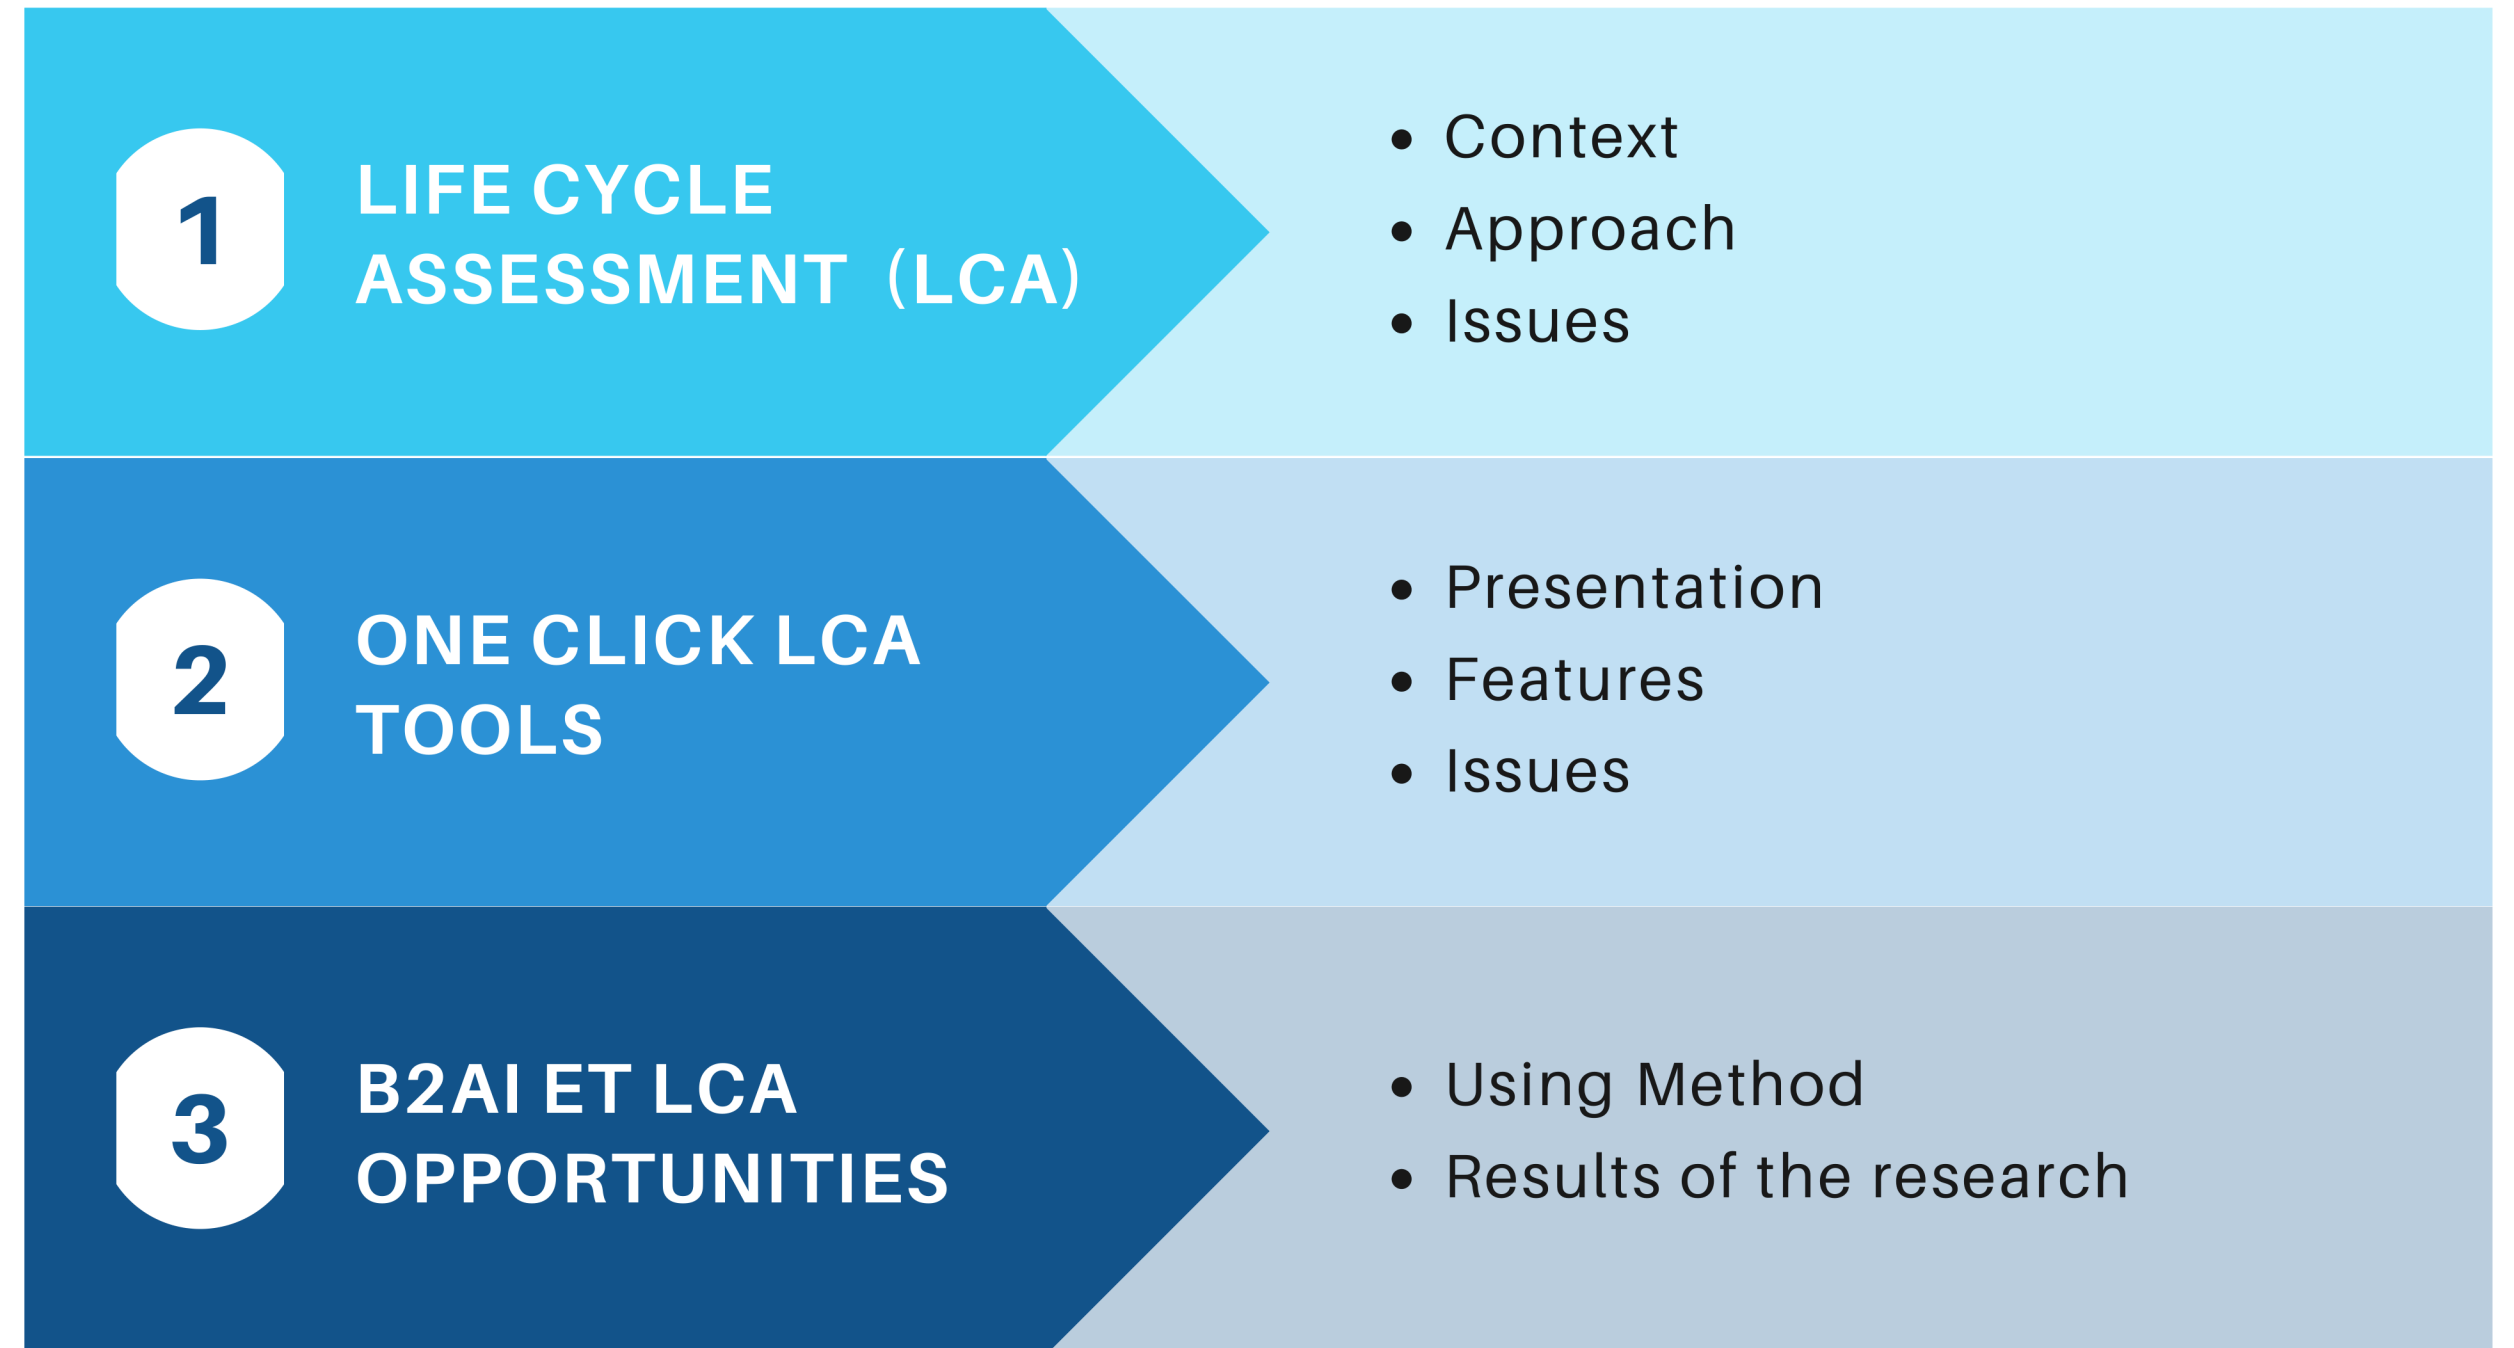 1
LIFE CYCLE
ASSESSMENT (LCA)
• Context
• Approach
• Issues
2
ONE CLICK LCA
TOOLS
• Presentation
• Features
• Issues
3
B2AI ET LCA
OPPORTUNITIES
• Using Method
• Results of the research